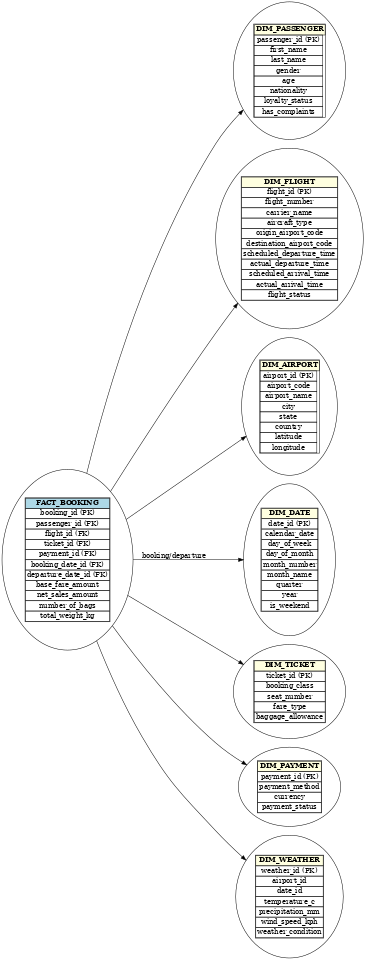 DIM_PASSENGER
passenger_id (PK)
first_name
last_name
gender
age
nationality
loyalty_status
has_complaints
DIM_FLIGHT
flight_id (PK)
flight_number
carrier_name
aircraft_type
origin_airport_code
destination_airport_code
scheduled_departure_time
actual_departure_time
scheduled_arrival_time
actual_arrival_time
flight_status
DIM_AIRPORT
airport_id (PK)
airport_code
airport_name
city
state
country
latitude
longitude
FACT_BOOKING
booking_id (PK)
passenger_id (FK)
flight_id (FK)
ticket_id (FK)
payment_id (FK)
booking_date_id (FK)
departure_date_id (FK)
base_fare_amount
net_sales_amount
number_of_bags
total_weight_kg
booking/departure
DIM_DATE
date_id (PK)
calendar_date
day_of_week
day_of_month
month_number
month_name
quarter
year
is_weekend
DIM_TICKET
ticket_id (PK)
booking_class
seat_number
fare_type
baggage_allowance
DIM_PAYMENT
payment_id (PK)
payment_method
currency
payment_status
DIM_WEATHER
weather_id (PK)
airport_id
date_id
temperature_c
precipitation_mm
wind_speed_kph
weather_condition